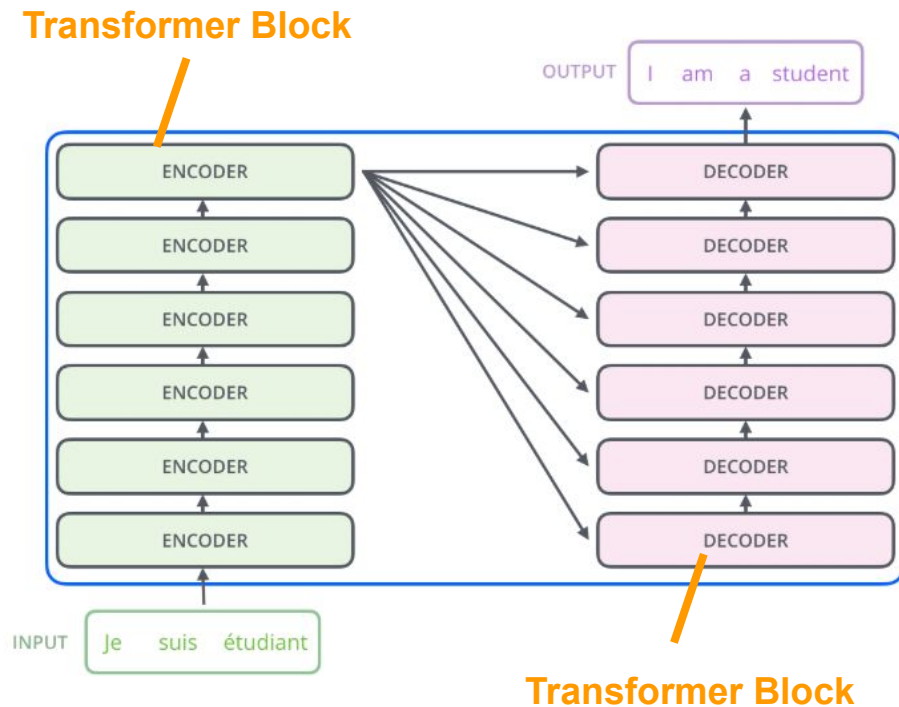 Transformer Block
OUTPUT I am a student
ENCODER DECODER
ENCODER DECODER
ENCODER DECODER
ENCODER DECODER
ENCODER DECODER
ENCODER DECODER
INPUT Je suis étudiant
Transformer Block